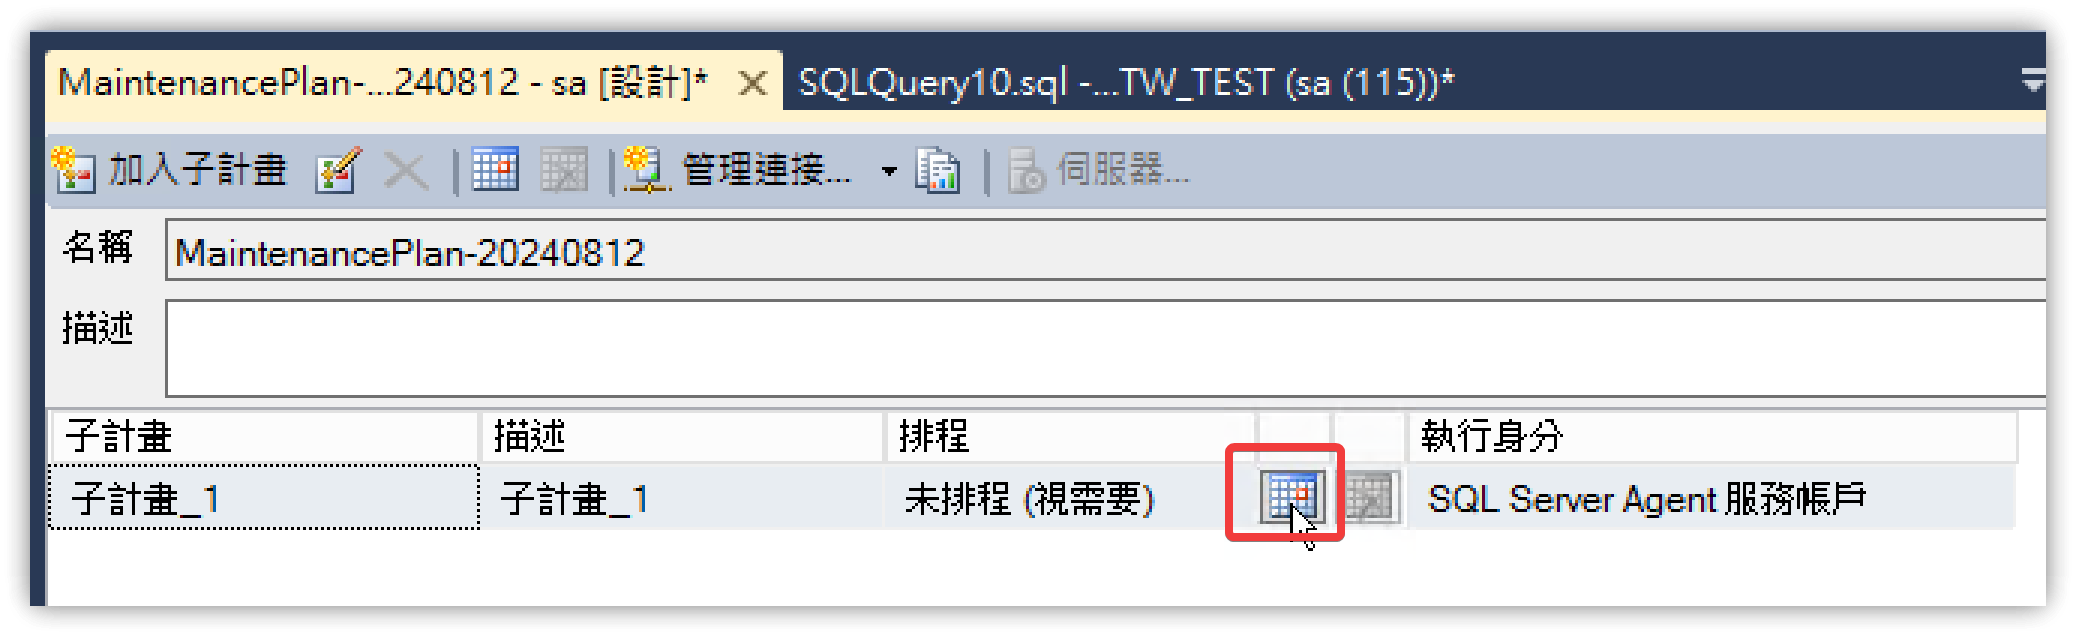 MaintenancePlan-...240812 - sa [設計]* SQLQuery10.sql -...TW_TEST (sa (115))*
加入子計畫 管理連接... 伺服器...
名稱 MaintenancePlan-20240812
描述
子計畫 描述 排程 執行身分
子計畫_1 子計畫_1 未排程 (視需要) SQL Server Agent 服務帳戶